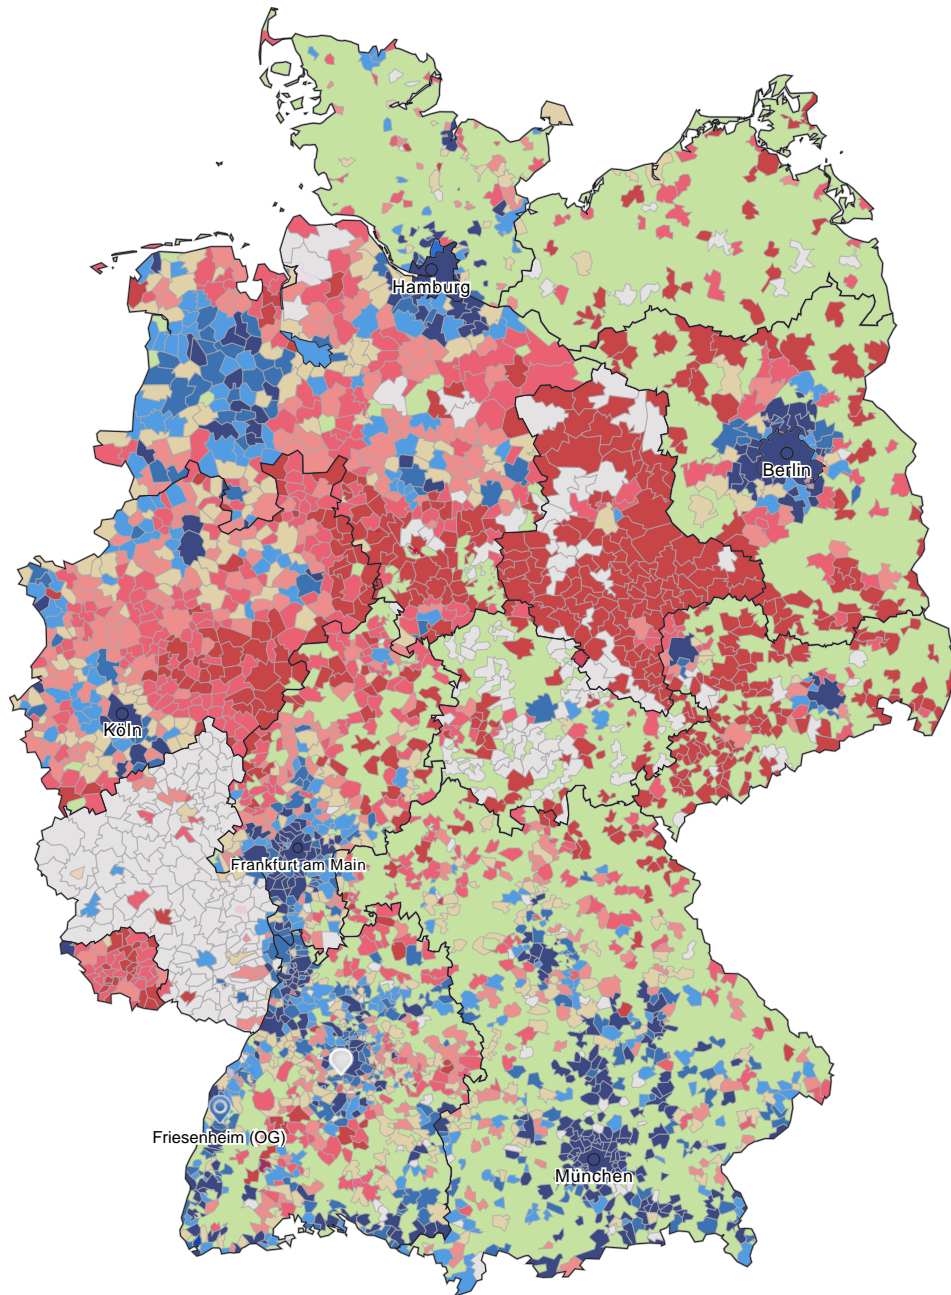 Hamburg
Berlin
Köln
Frankfurt am Main
Friesenheim (OG)
München